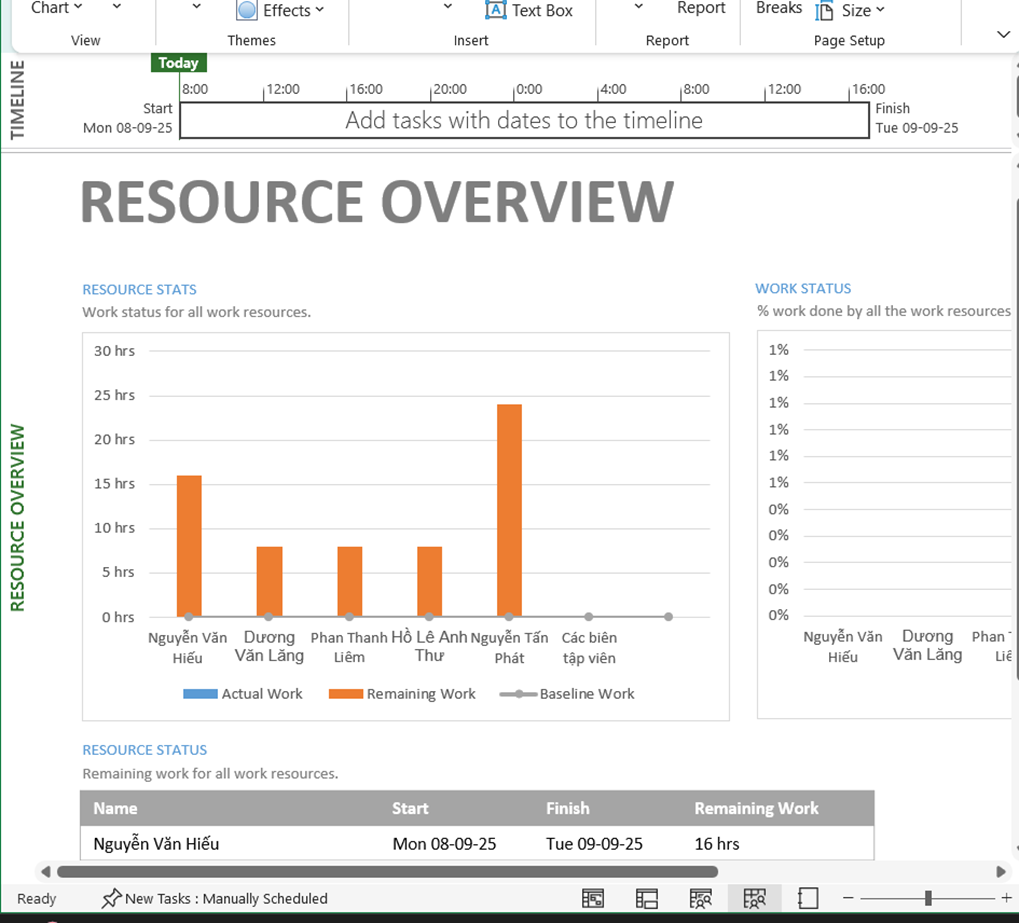 Chart
Effects
Text Box
Report
Breaks
Size
View
Themes
Insert
Report
Page Setup
TIMELINE
Today
8:00
12:00
16:00
20:00
0:00
4:00
8:00
12:00
16:00
Start
Mon 08-09-25
Add tasks with dates to the timeline
Finish
Tue 09-09-25
RESOURCE OVERVIEW
RESOURCE OVERVIEW
RESOURCE STATS
Work status for all work resources.
30 hrs
25 hrs
20 hrs
15 hrs
10 hrs
5 hrs
0 hrs
Nguyễn Văn Hiếu
Dương Văn Lăng
Phan Thanh Liêm
Hồ Lê Anh Thư
Nguyễn Tấn Phát
Các biên tập viên
Actual Work
Remaining Work
Baseline Work
WORK STATUS
% work done by all the work resources
1%
1%
1%
1%
1%
1%
0%
0%
0%
0%
0%
Nguyễn Văn Hiếu
Dương Văn Lăng
Phan
RESOURCE STATUS
Remaining work for all work resources.
Name Start Finish Remaining Work
Nguyễn Văn Hiếu Mon 08-09-25 Tue 09-09-25 16 hrs
Ready
New Tasks : Manually Scheduled